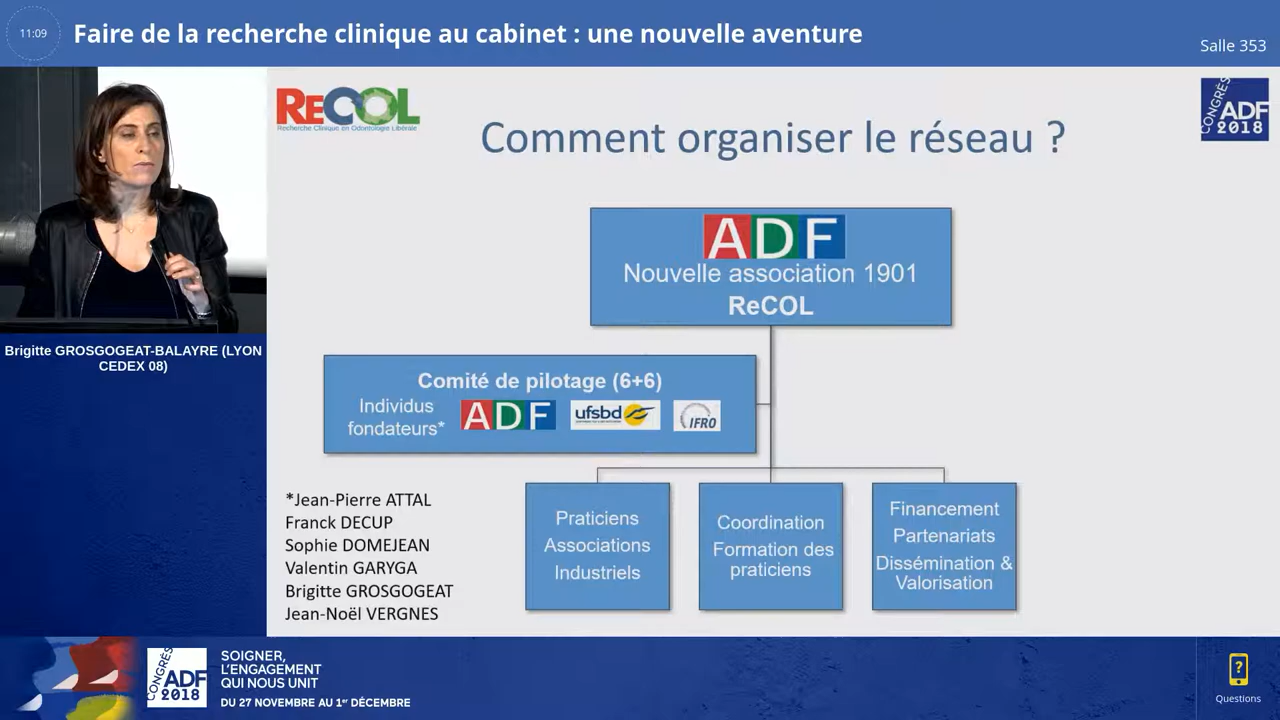 11:09
Faire de la recherche clinique au cabinet : une nouvelle aventure
Salle 353
ReCOL
Recherche Clinique en Odontologie Libérale
CONGRÈS
ADF
2018
Comment organiser le réseau ?
ADF
Nouvelle association 1901
ReCOL
Brigitte GROSGOGEAT-BALAYRE (LYON
CEDEX 08)
Comité de pilotage (6+6)
Individus
fondateurs*
ADF
ufsbd
IFRO
*Jean-Pierre ATTAL
Franck DECUP
Sophie DOMEJEAN
Valentin GARYGA
Brigitte GROSGOGEAT
Jean-Noël VERGNES
Praticiens
Associations
Industriels
Coordination
Formation des
praticiens
Financement
Partenariats
Dissémination &
Valorisation
CONGRÈS
ADF
2018
SOIGNER,
L'ENGAGEMENT
QUI NOUS UNIT
DU 27 NOVEMBRE AU 1er DÉCEMBRE
?
Questions